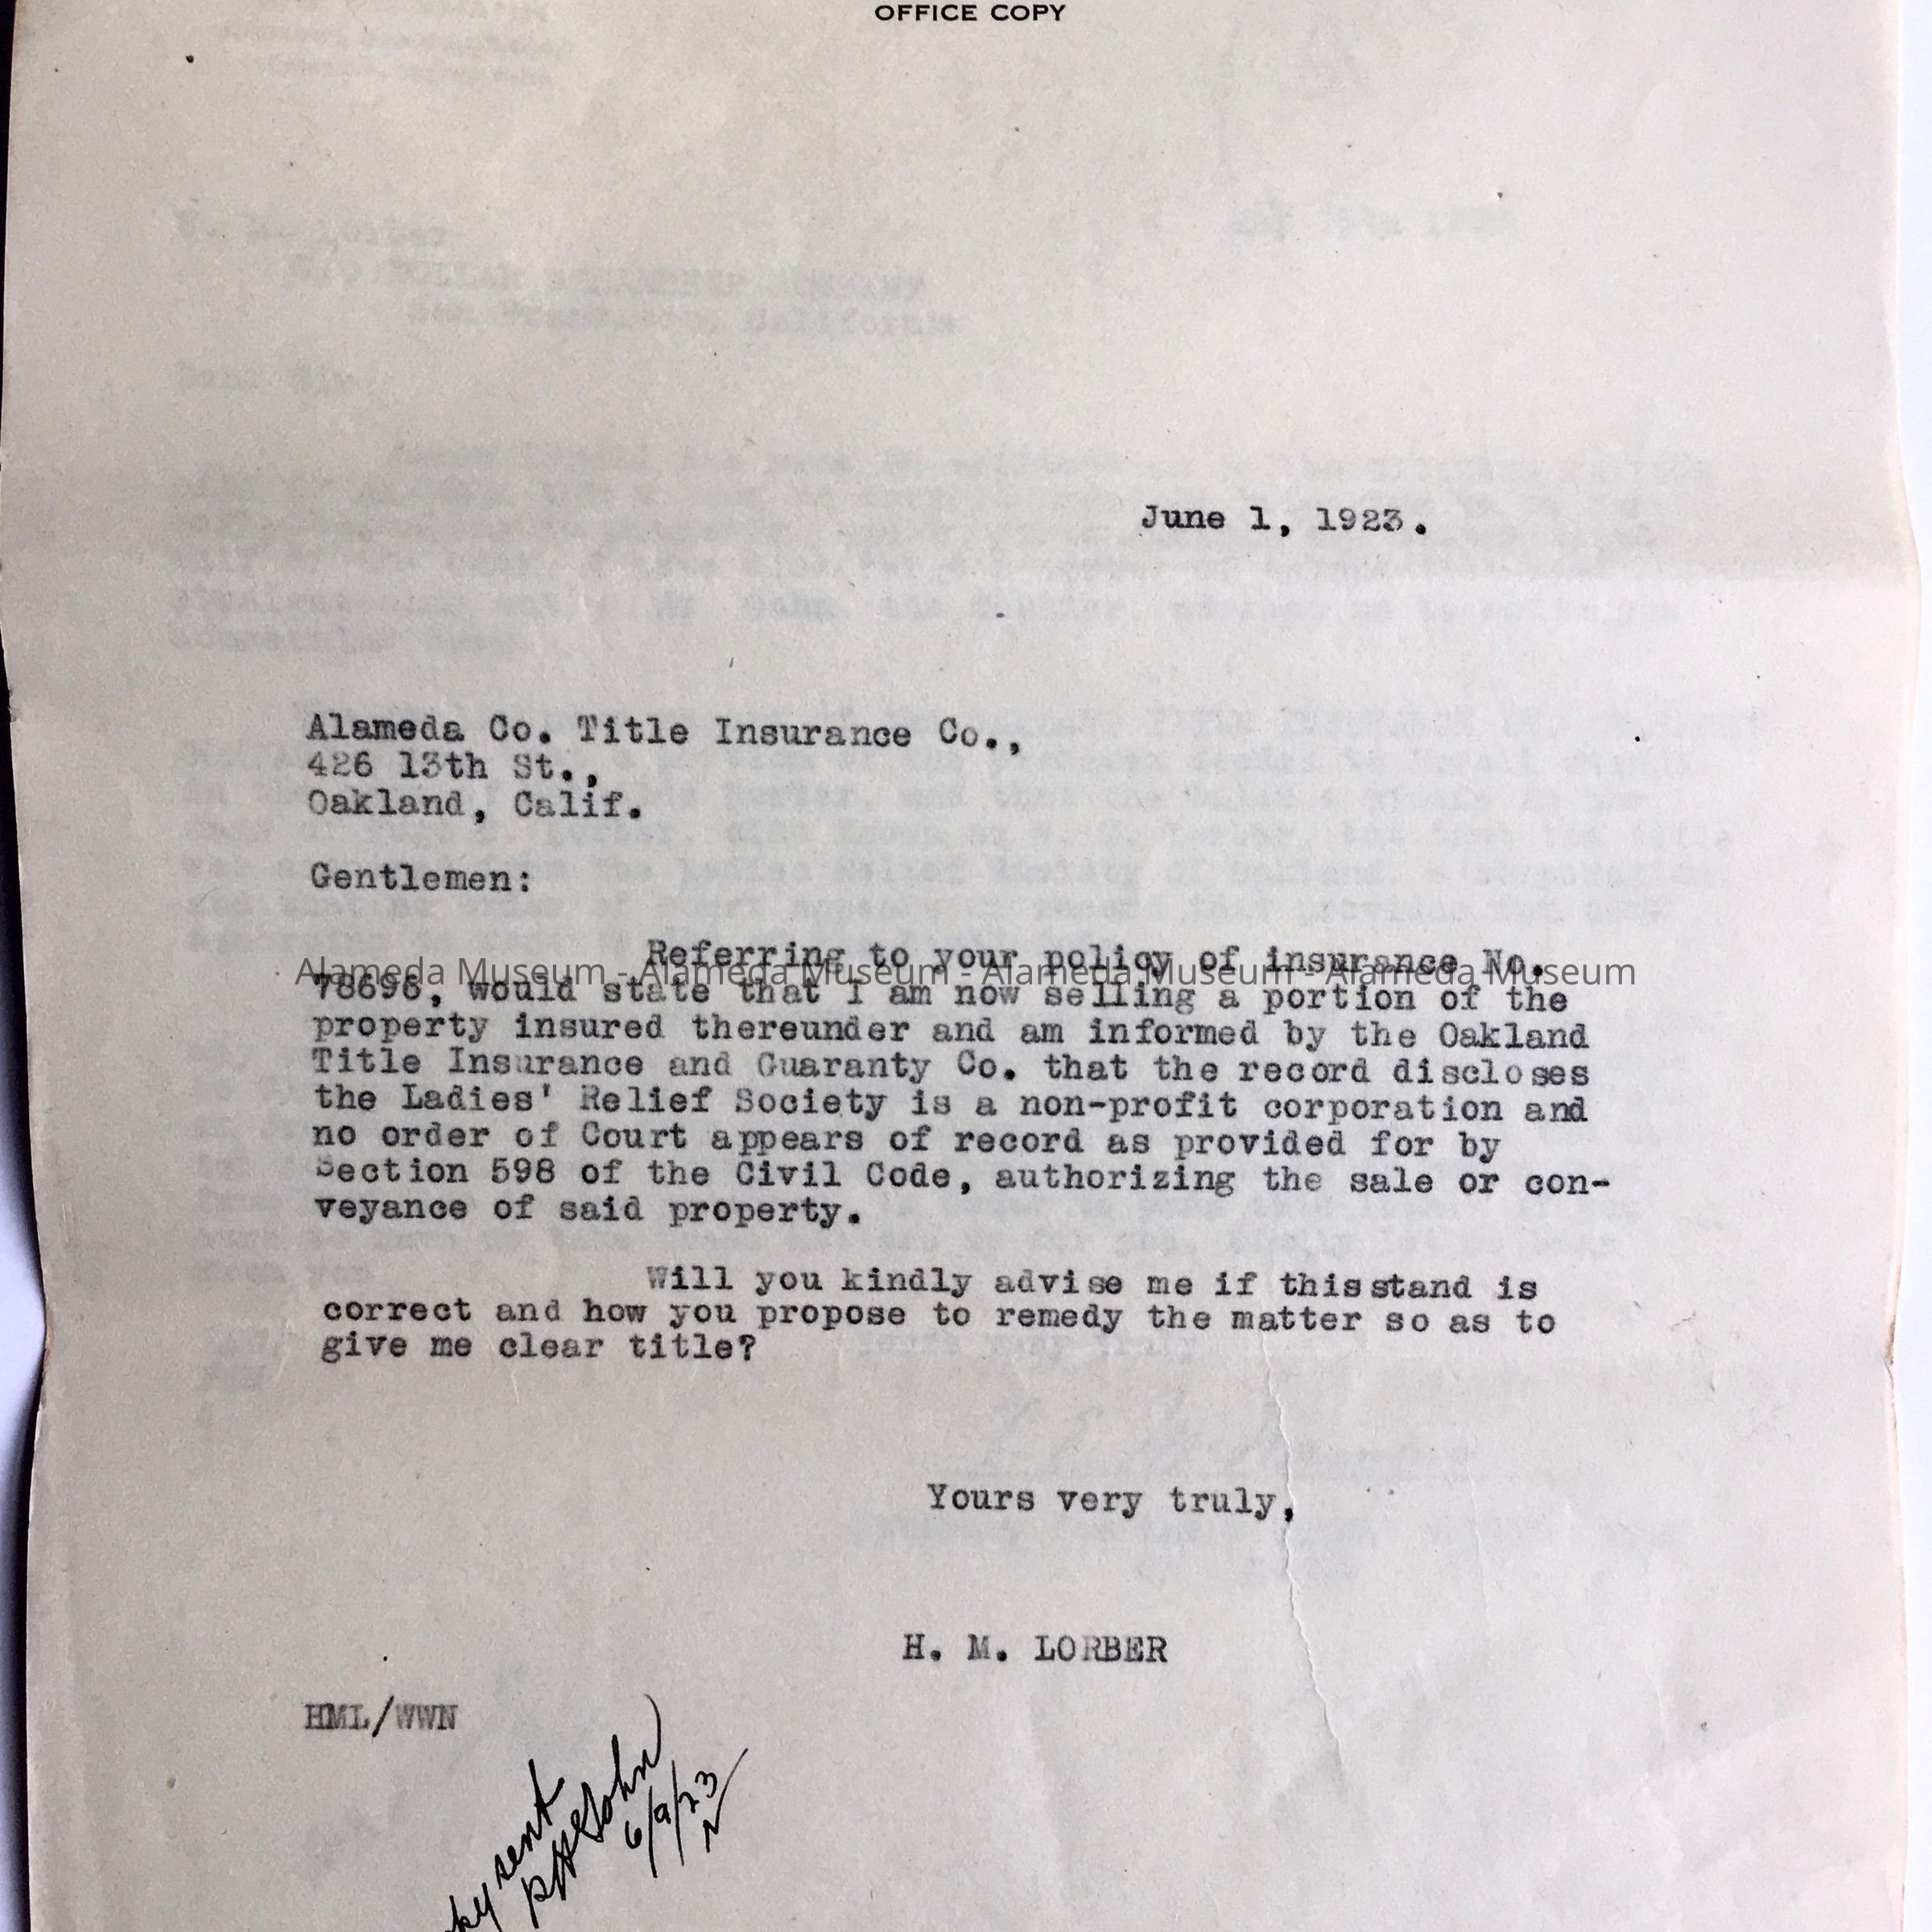 OFFICE COPY
June 1, 1923.
Alameda Co. Title Insurance Co.,
426 13th St.,
Oakland, Calif.
Gentlemen:
Referring to your policy of insurance No.
Alameda Museum - Alameda Museum - Alameda Museum - Alameda Museum
78696, would state that I am now selling a portion of the
property insured thereunder and am informed by the Oakland
Title Insurance and Guaranty Co. that the record discloses
the Ladies' Relief Society is a non-profit corporation and
no order of Court appears of record as provided for by
Section 598 of the Civil Code, authorizing the sale or con-
veyance of said property.
Will you kindly advise me if this stand is
correct and how you propose to remedy the matter so as to
give me clear title?
Yours very truly,
H. M. LORBER
HML/WWN
sent
6/9/23